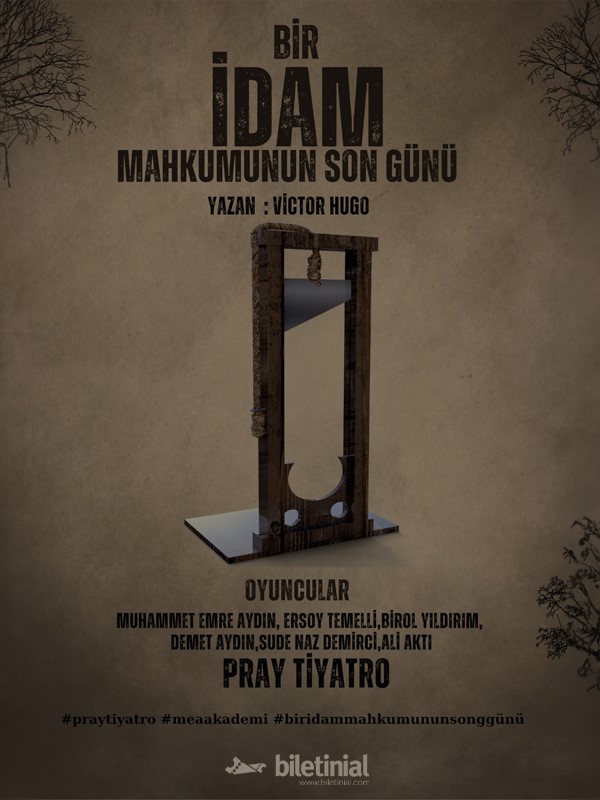 BİR
İDAM
MAHKUMUNUN SON GÜNÜ
YAZAN : VİCTOR HUGO
OYUNCULAR
MUHAMMET EMRE AYDIN, ERSOY TEMELLİ,BİROL YILDIRIM,
DEMET AYDIN,SUDE NAZ DEMİRCİ,ALİ AKTI
PRAY TİYATRO
#praytiyatro #meaakademi #biridammahkumununsonggünü
biletinial
www.biletinial.com